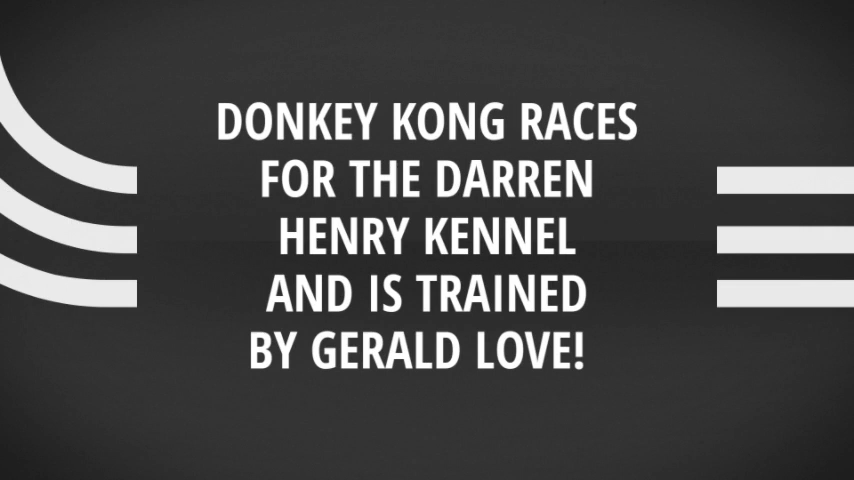 DONKEY KONG RACES
FOR THE DARREN
HENRY KENNEL
AND IS TRAINED
BY GERALD LOVE!